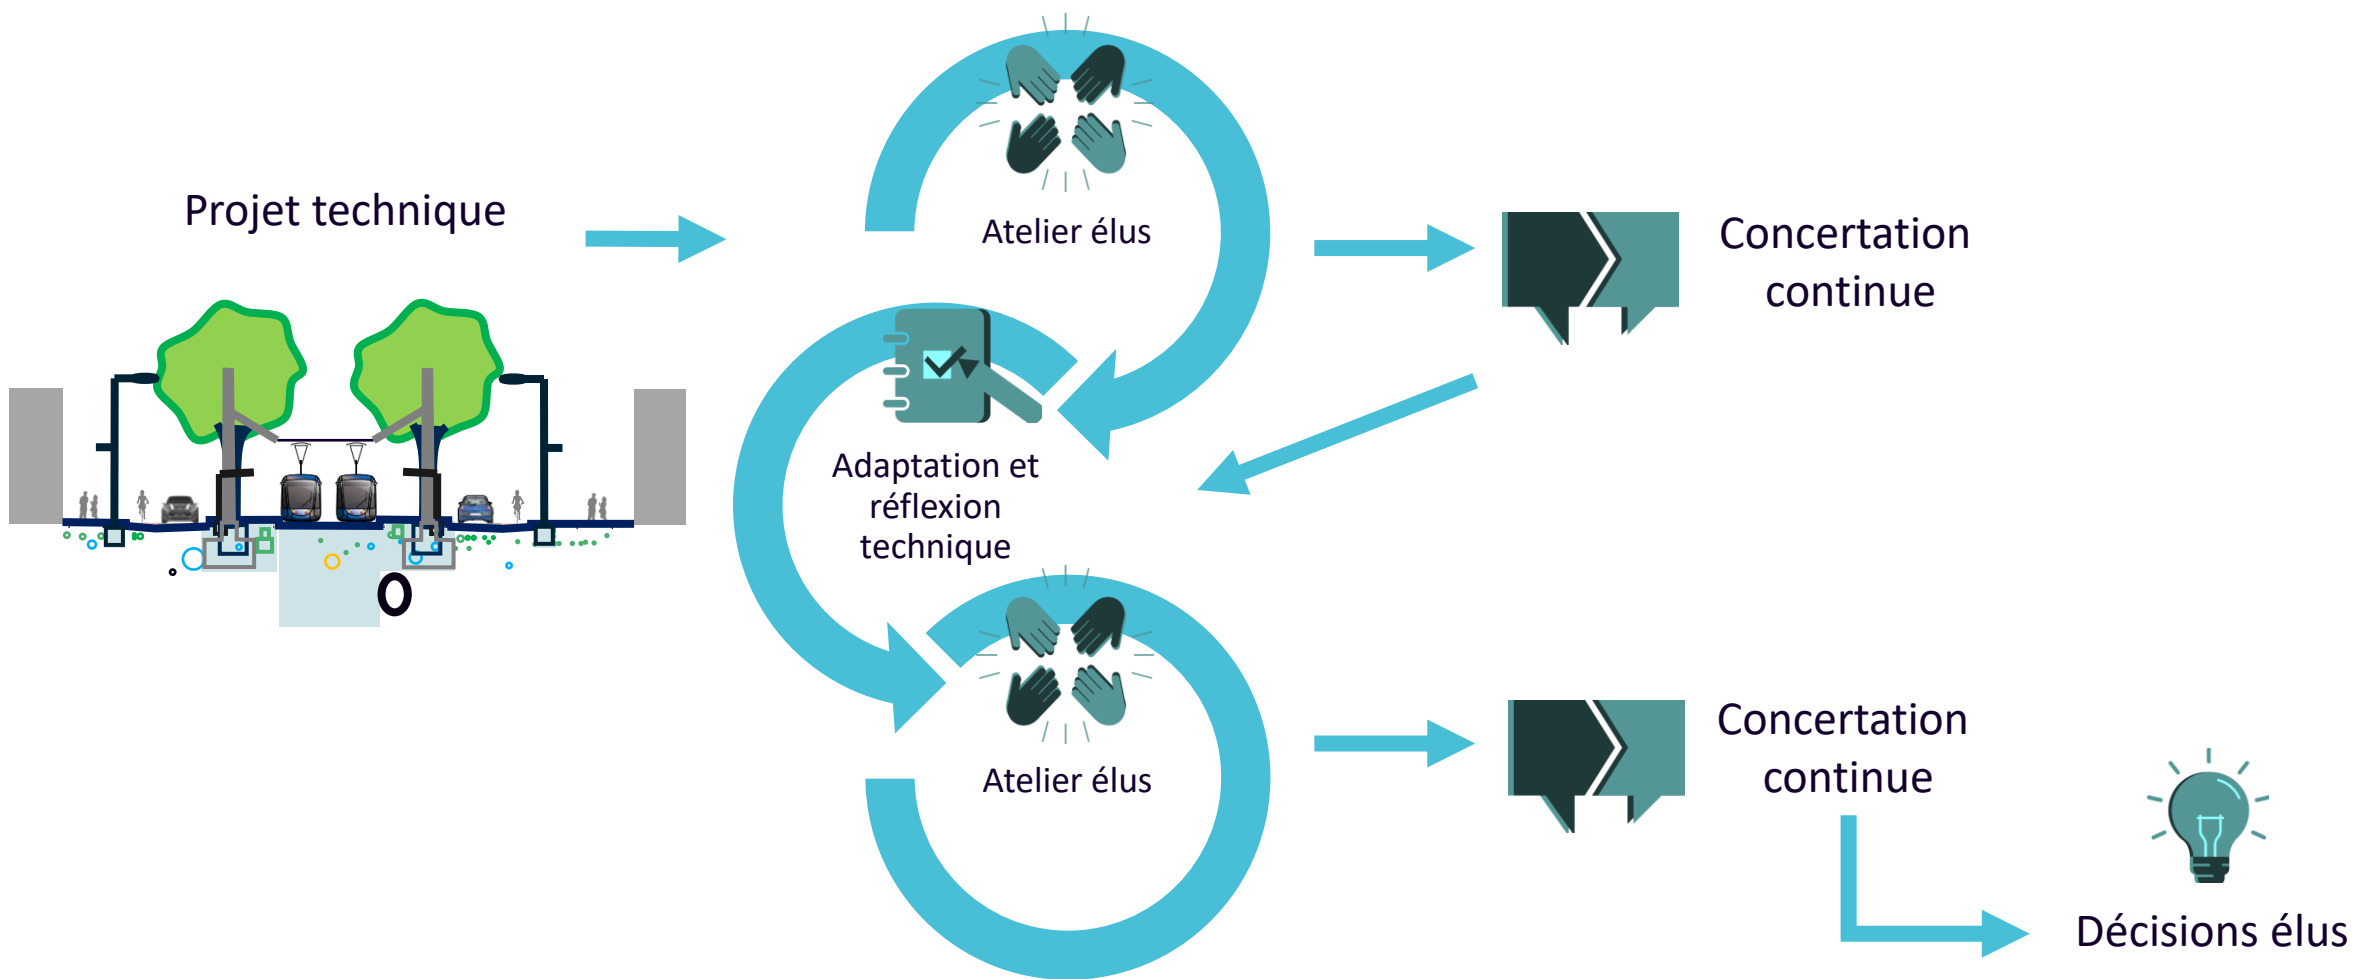 Projet technique
Atelier élus
Concertation
continue
Adaptation et
réflexion
technique
Atelier élus
Concertation
continue
Décisions élus